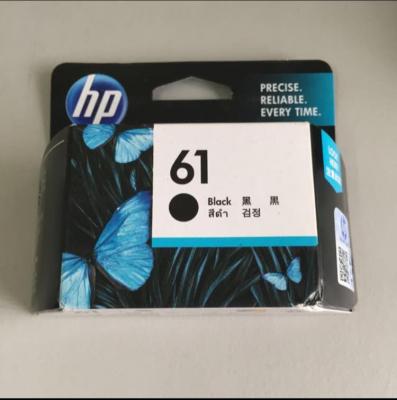 hp
PRECISE.
RELIABLE.
EVERY TIME.
61
Black 黑 黒
สีดำ 검정